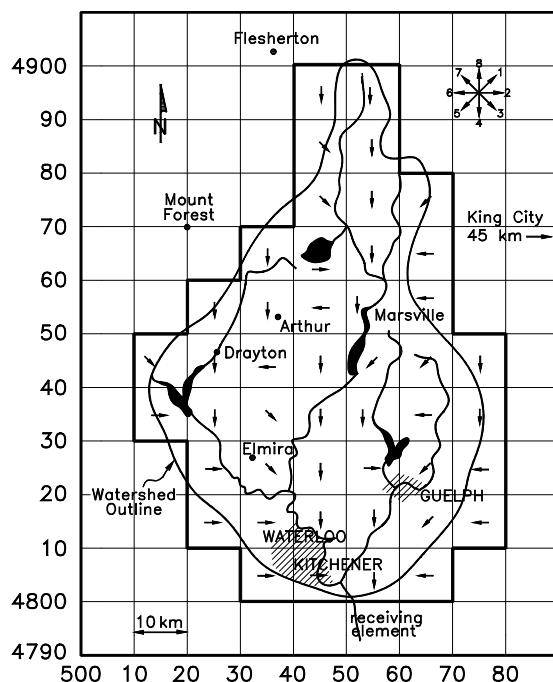 Flesherton
4900
8
7
1
6
2
5
3
4
90
N
80
Mount
Forest
70
King City
45 km
60
Marsville
50
Arthur
Drayton
40
30
Elmira
Watershed
Outline
20
GUELPH
WATERLOO
10
KITCHENER
4800
10 km
receiving
element
4790
500 10 20 30 40 50 60 70 80